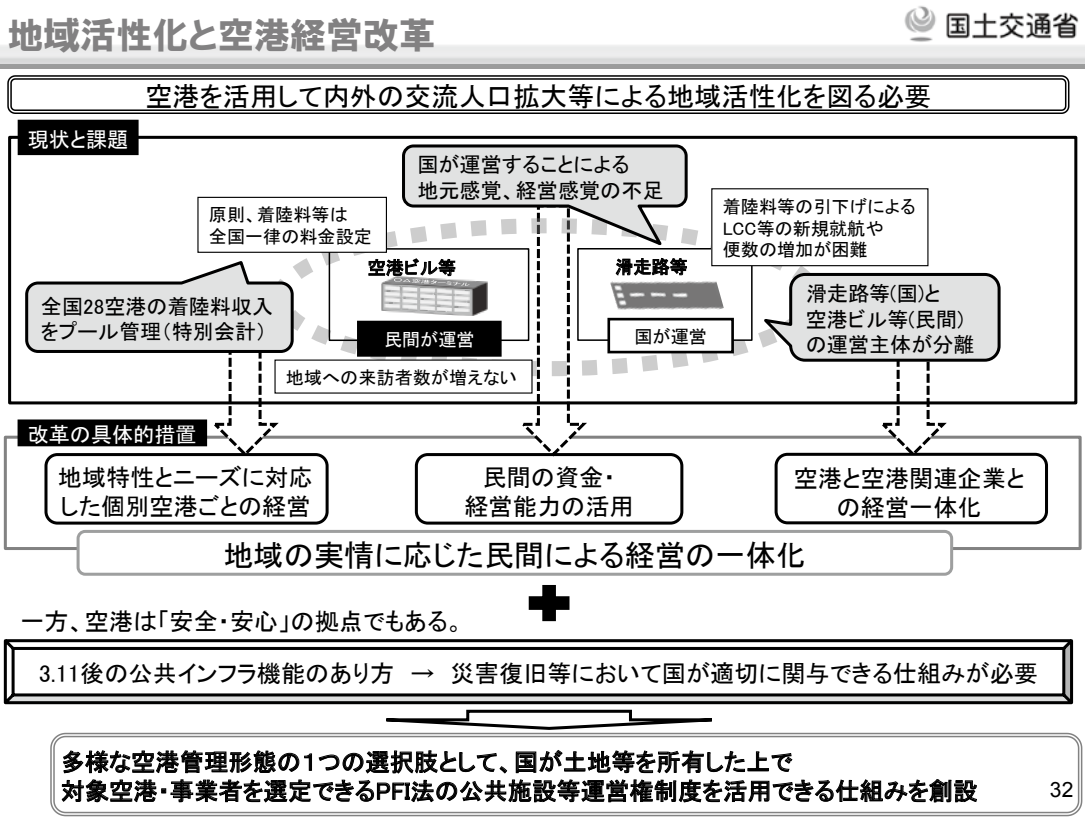 地域活性化と空港経営改革
国土交通省
空港を活用して内外の交流人口拡大等による地域活性化を図る必要
現状と課題
国が運営することによる
地元感覚、経営感覚の不足
原則、着陸料等は
全国一律の料金設定
着陸料等の引下げによる
LCC等の新規就航や
便数の増加が困難
空港ビル等
〇△空港ターミナル
滑走路等
全国28空港の着陸料収入
をプール管理(特別会計)
民間が運営
国が運営
滑走路等(国)と
空港ビル等(民間)
の運営主体が分離
地域への来訪者数が増えない
改革の具体的措置
地域特性とニーズに対応
した個別空港ごとの経営
民間の資金・
経営能力の活用
空港と空港関連企業と
の経営一体化
地域の実情に応じた民間による経営の一体化
一方、空港は「安全・安心」の拠点でもある。
3.11後の公共インフラ機能のあり方 → 災害復旧等において国が適切に関与できる仕組みが必要
多様な空港管理形態の1つの選択肢として、国が土地等を所有した上で
対象空港・事業者を選定できるPFI法の公共施設等運営権制度を活用できる仕組みを創設
32